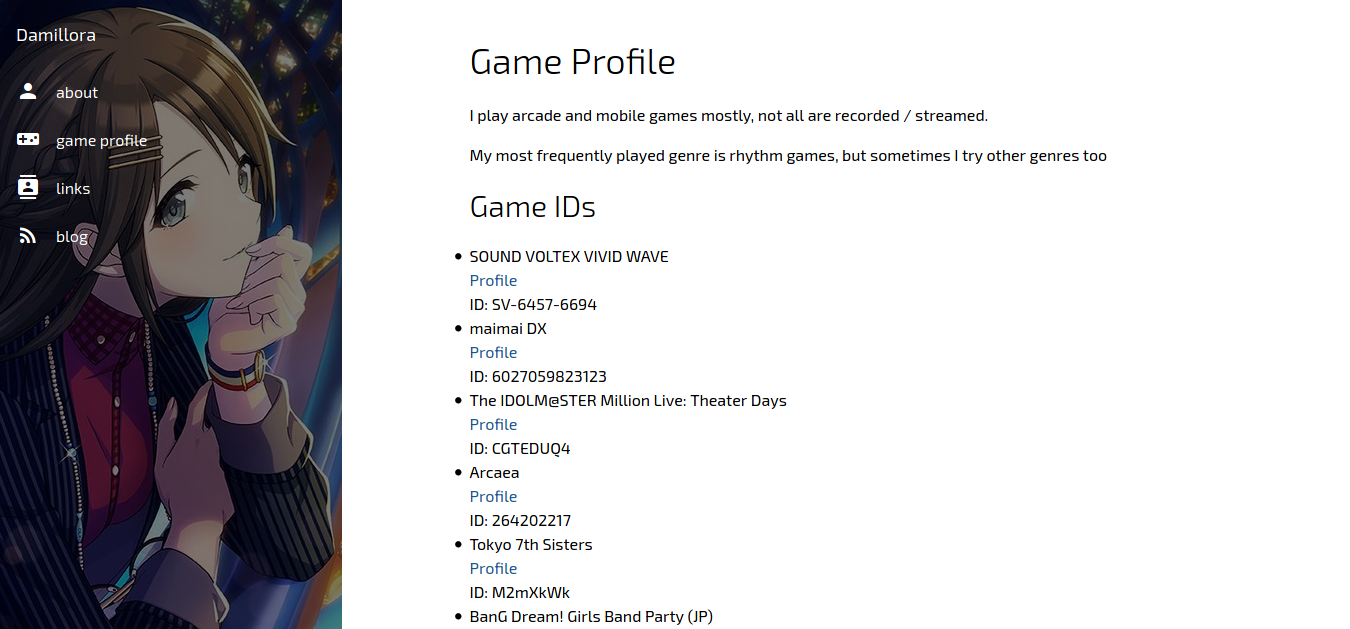 Damillora
about
game profile
links
blog
Game Profile
I play arcade and mobile games mostly, not all are recorded / streamed.
My most frequently played genre is rhythm games, but sometimes I try other genres too
Game IDs
SOUND VOLTEX VIVID WAVE
Profile
ID: SV-6457-6694
maimai DX
Profile
ID: 6027059823123
The IDOLM@STER Million Live: Theater Days
Profile
ID: CGTEDUQ4
Arcaea
Profile
ID: 264202217
Tokyo 7th Sisters
Profile
ID: M2mXkWk
BanG Dream! Girls Band Party (JP)